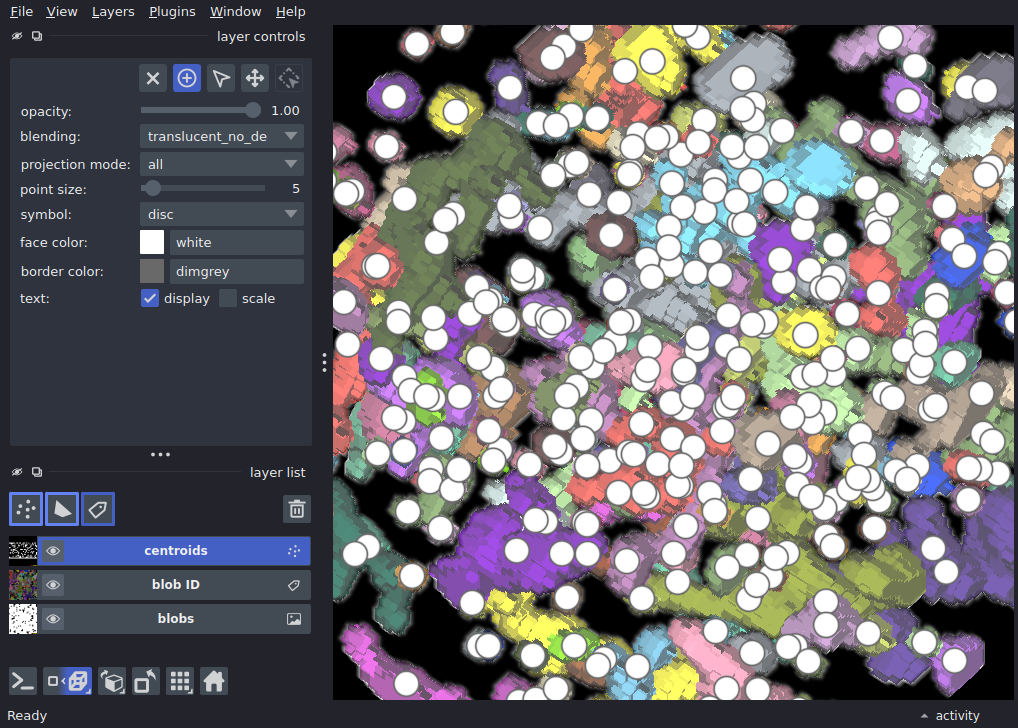 File View Layers Plugins Window Help
layer controls
opacity: 1.00
blending: translucent_no_de
projection mode: all
point size: 5
symbol: disc
face color: white
border color: dimgrey
text: display scale
layer list
centroids
blob ID
blobs
Ready
activity